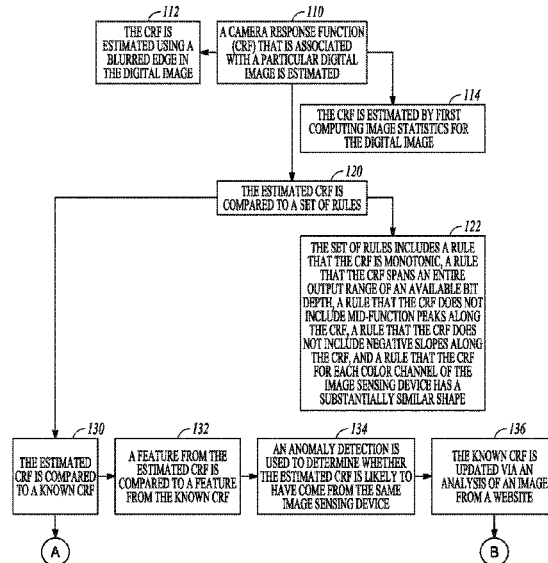 112
THE CRF IS
ESTIMATED USING A
BLURRED EDGE IN
THE DIGITAL IMAGE
110
A CAMERA RESPONSE FUNCTION
(CRF) THAT IS ASSOCIATED
WITH A PARTICULAR DIGITAL
IMAGE IS ESTIMATED
114
THE CRF IS ESTIMATED BY FIRST
COMPUTING IMAGE STATISTICS FOR
THE DIGITAL IMAGE
120
THE ESTIMATED CRF IS
COMPARED TO A SET OF RULES
122
THE SET OF RULES INCLUDES A RULE
THAT THE CRF IS MONOTONIC, A RULE
THAT THE CRF SPANS AN ENTIRE
OUTPUT RANGE OF AN AVAILABLE BIT
DEPTH, A RULE THAT THE CRF DOES NOT
INCLUDE MID-FUNCTION PEAKS ALONG
THE CRF, A RULE THAT THE CRF DOES
NOT INCLUDE NEGATIVE SLOPES ALONG
THE CRF, AND A RULE THAT THE CRF
FOR EACH COLOR CHANNEL OF THE
IMAGE SENSING DEVICE HAS A
SUBSTANTIALLY SIMILAR SHAPE
130
THE ESTIMATED
CRF IS COMPARED
TO A KNOWN CRF
132
A FEATURE FROM THE
ESTIMATED CRF IS
COMPARED TO A FEATURE
FROM THE KNOWN CRF
134
AN ANOMALY DETECTION IS
USED TO DETERMINE WHETHER
THE ESTIMATED CRF IS LIKELY TO
HAVE COME FROM THE SAME
IMAGE SENSING DEVICE
136
THE KNOWN CRF IS
UPDATED VIA AN
ANALYSIS OF AN IMAGE
FROM A WEBSITE
A
B